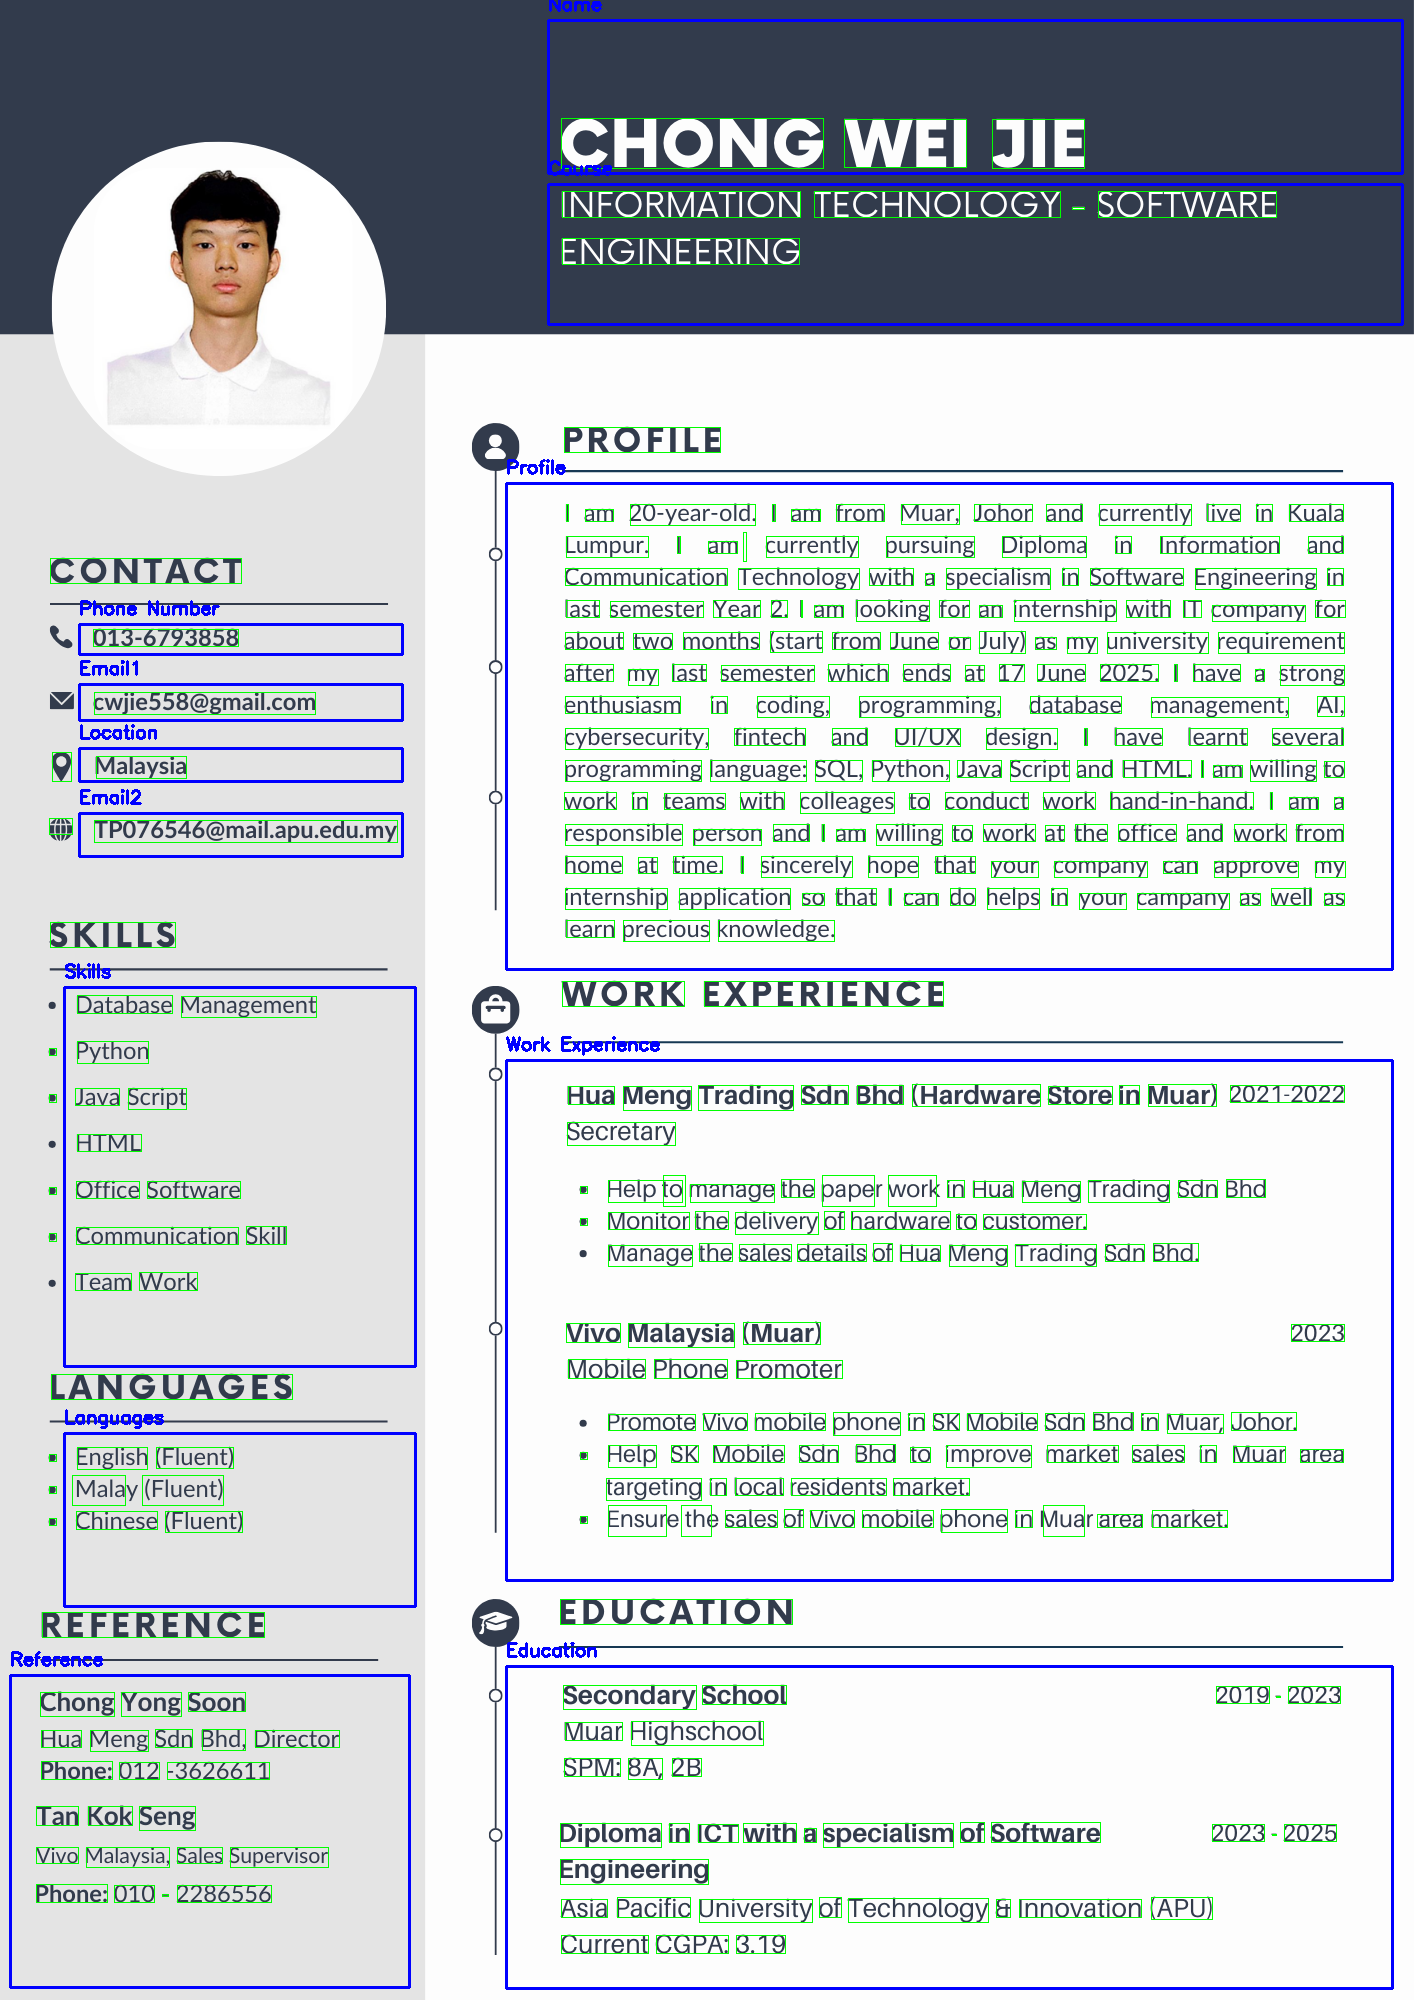 Name
CHONG WEI JIE
Course
INFORMATION TECHNOLOGY – SOFTWARE
ENGINEERING
CONTACT
Phone Number
013-6793858
Email1
cwjie558@gmail.com
Location
Malaysia
Email2
TP076546@mail.apu.edu.my
SKILLS
Skills
• Database Management
• Python
• Java Script
• HTML
• Office Software
• Communication Skill
• Team Work
LANGUAGES
Languages
• English (Fluent)
• Malay (Fluent)
• Chinese (Fluent)
REFERENCE
Reference
Chong Yong Soon
Hua Meng Sdn Bhd, Director
Phone: 012 -3626611
Tan Kok Seng
Vivo Malaysia, Sales Supervisor
Phone: 010 - 2286556
PROFILE
Profile
I am 20-year-old. I am from Muar, Johor and currently live in Kuala
Lumpur. I am currently pursuing Diploma in Information and
Communication Technology with a specialism in Software Engineering in
last semester Year 2. I am looking for an internship with IT company for
about two months (start from June or July) as my university requirement
after my last semester which ends at 17 June 2025. I have a strong
enthusiasm in coding, programming, database management, AI,
cybersecurity, fintech and UI/UX design. I have learnt several
programming language: SQL, Python, Java Script and HTML. I am willing to
work in teams with colleages to conduct work hand-in-hand. I am a
responsible person and I am willing to work at the office and work from
home at time. I sincerely hope that your company can approve my
internship application so that I can do helps in your campany as well as
learn precious knowledge.
WORK EXPERIENCE
Work Experience
Hua Meng Trading Sdn Bhd (Hardware Store in Muar) 2021-2022
Secretary
• Help to manage the paper work in Hua Meng Trading Sdn Bhd
• Monitor the delivery of hardware to customer.
• Manage the sales details of Hua Meng Trading Sdn Bhd.
Vivo Malaysia (Muar) 2023
Mobile Phone Promoter
• Promote Vivo mobile phone in SK Mobile Sdn Bhd in Muar, Johor.
• Help SK Mobile Sdn Bhd to improve market sales in Muar area
targeting in local residents market.
• Ensure the sales of Vivo mobile phone in Muar area market.
EDUCATION
Education
Secondary School 2019 - 2023
Muar Highschool
SPM: 8A, 2B
Diploma in ICT with a specialism of Software 2023 - 2025
Engineering
Asia Pacific University of Technology & Innovation (APU)
Current CGPA: 3.19